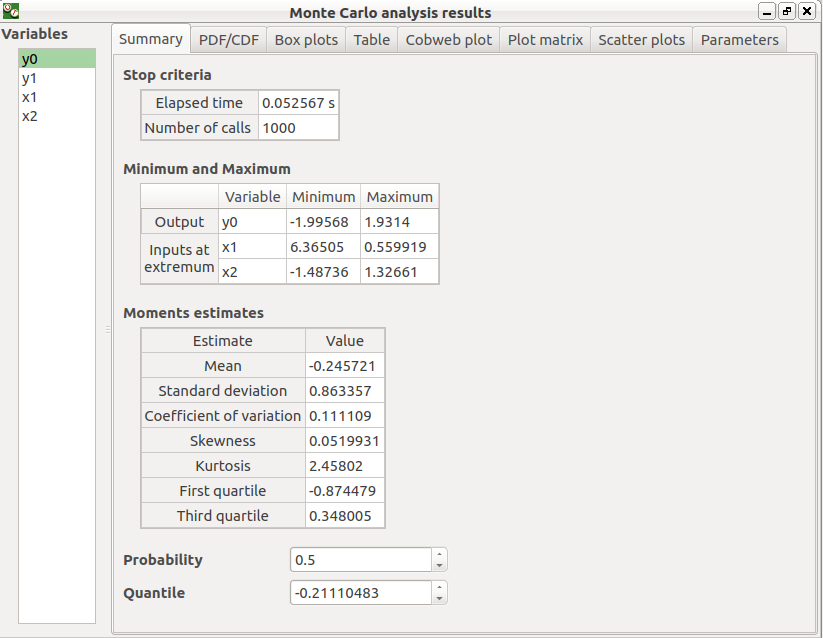 Monte Carlo analysis results
Variables
y0
y1
x1
x2
Summary PDF/CDF Box plots Table Cobweb plot Plot matrix Scatter plots Parameters
Stop criteria
Elapsed time 0.052567 s
Number of calls 1000
Minimum and Maximum
Variable Minimum Maximum
Output y0 -1.99568 1.9314
Inputs at extremum x1 6.36505 0.559919
x2 -1.48736 1.32661
Moments estimates
Estimate Value
Mean -0.245721
Standard deviation 0.863357
Coefficient of variation 0.111109
Skewness 0.0519931
Kurtosis 2.45802
First quartile -0.874479
Third quartile 0.348005
Probability 0.5
Quantile -0.21110483